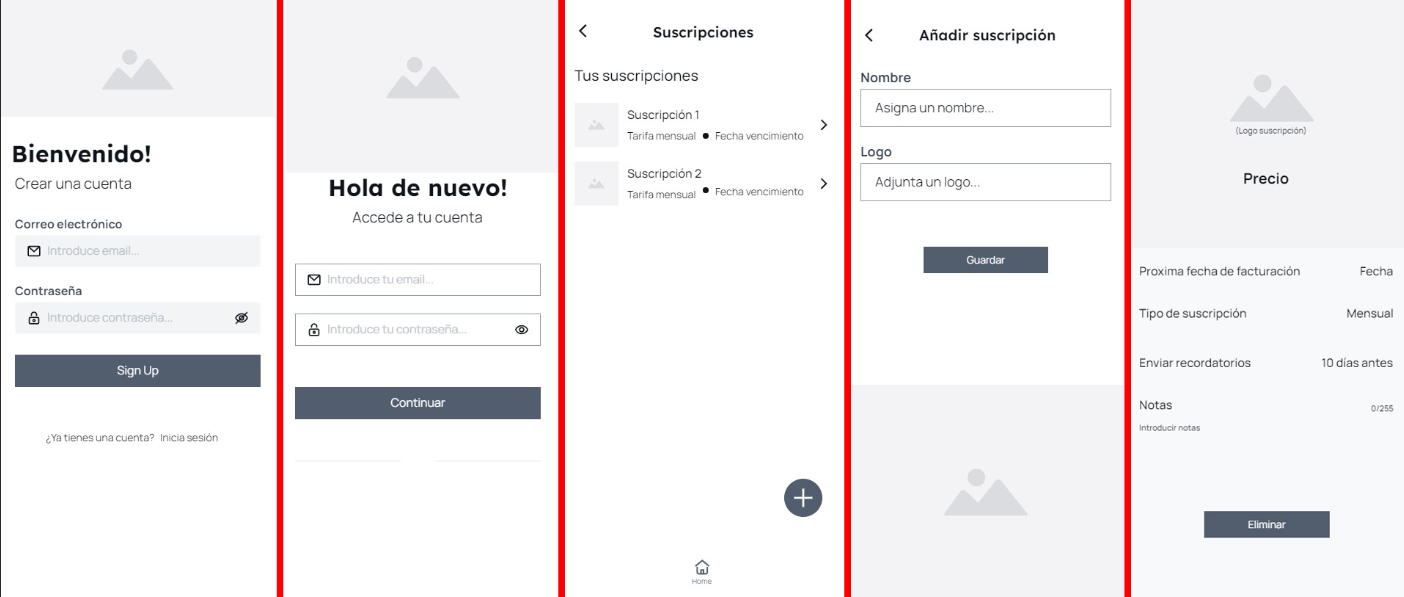 Bienvenido!
Crear una cuenta
Correo electrónico
Introduce email...
Contraseña
Introduce contraseña...
Sign Up
¿Ya tienes una cuenta? Inicia sesión
Hola de nuevo!
Accede a tu cuenta
Introduce tu email...
Introduce tu contraseña...
Continuar
Suscripciones
Tus suscripciones
Suscripción 1
Tarifa mensual ● Fecha vencimiento
Suscripción 2
Tarifa mensual ● Fecha vencimiento
Home
Añadir suscripción
Nombre
Asigna un nombre...
Logo
Adjunta un logo...
Guardar
(Logo suscripción)
Precio
Proxima fecha de facturación Fecha
Tipo de suscripción Mensual
Enviar recordatorios 10 días antes
Notas 0/255
Introducir notas
Eliminar